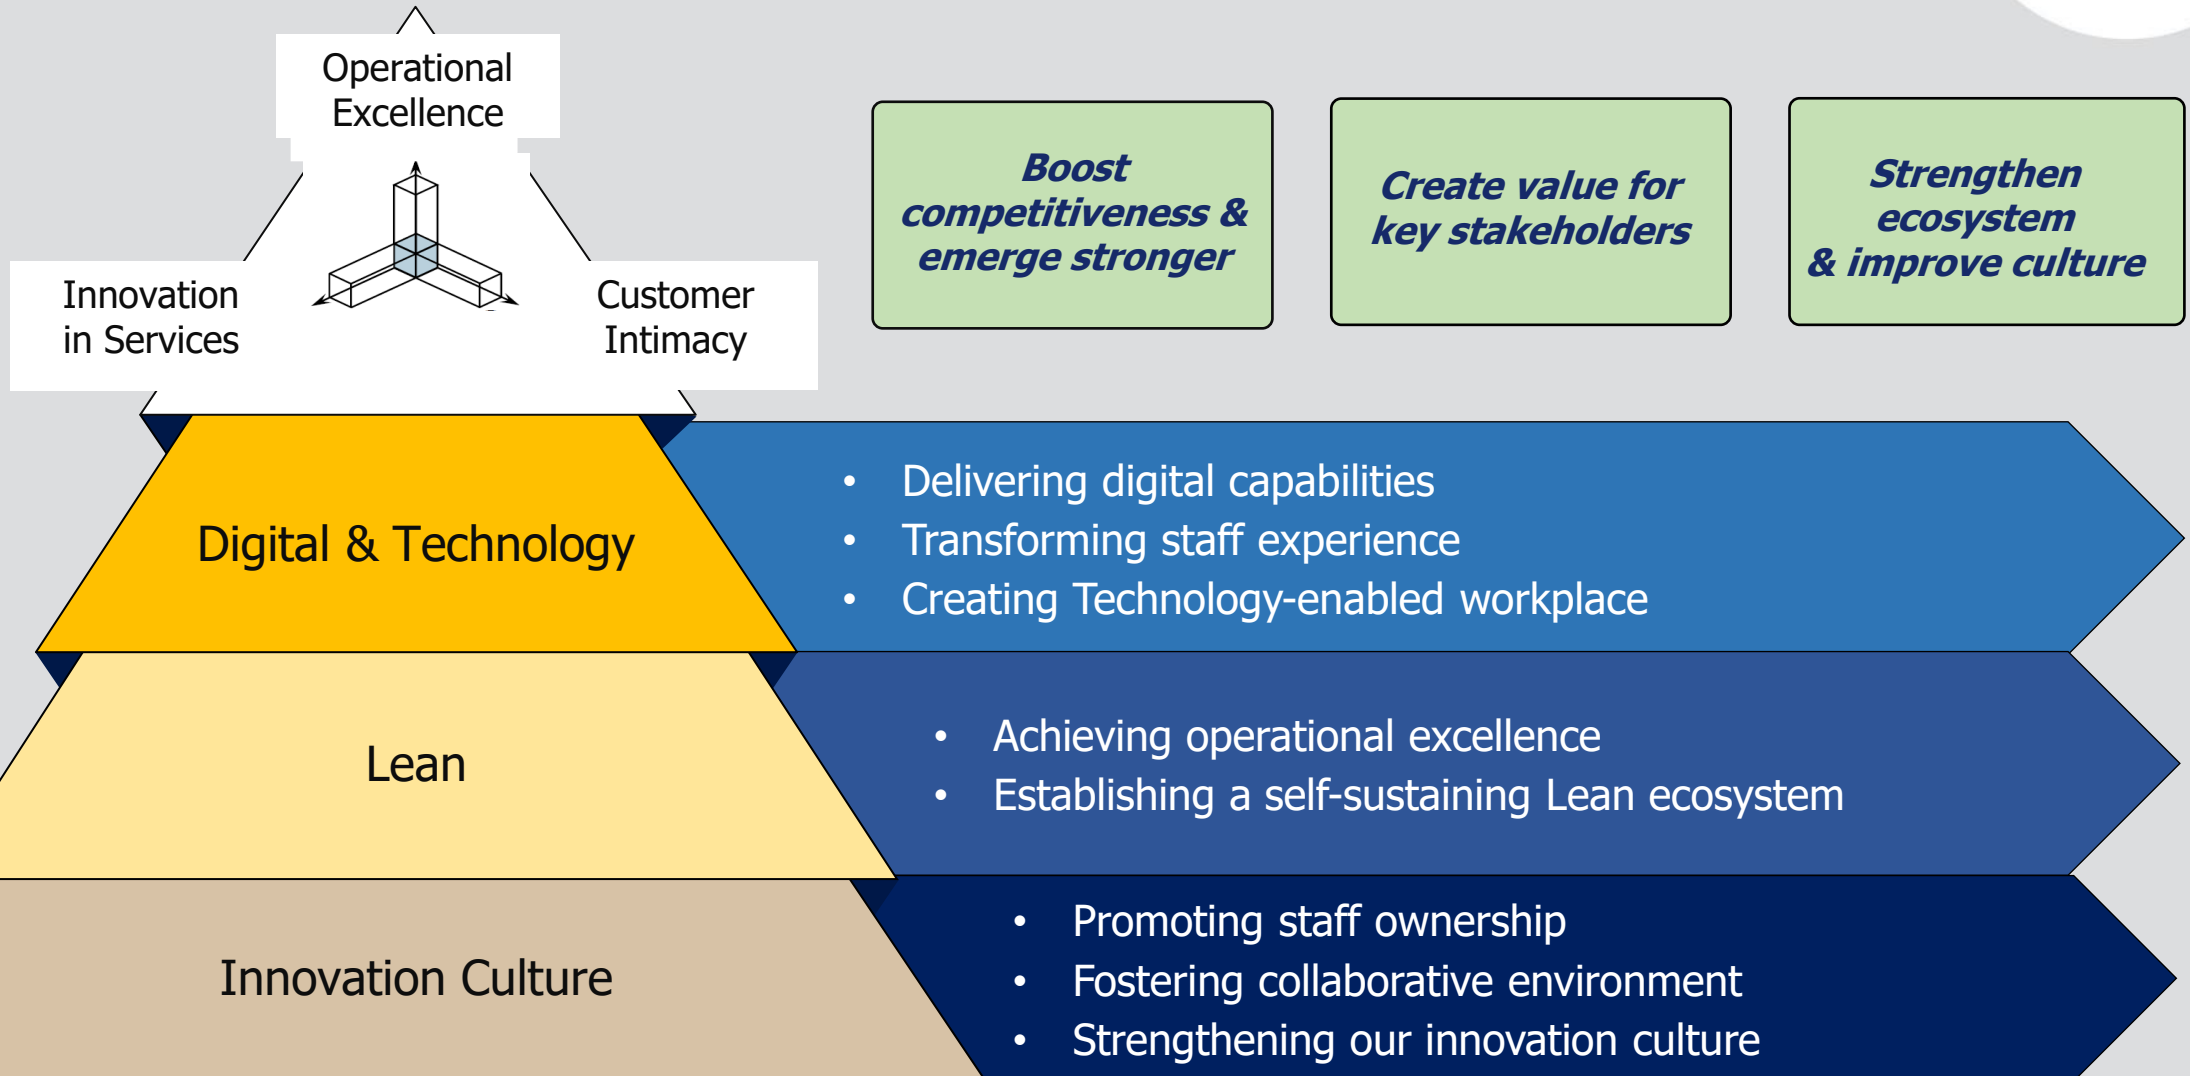 Operational
Excellence
Innovation
in Services
Customer
Intimacy
Boost
competitiveness &
emerge stronger
Create value for
key stakeholders
Strengthen
ecosystem
& improve culture
Digital & Technology
• Delivering digital capabilities
• Transforming staff experience
• Creating Technology-enabled workplace
Lean
• Achieving operational excellence
• Establishing a self-sustaining Lean ecosystem
Innovation Culture
• Promoting staff ownership
• Fostering collaborative environment
• Strengthening our innovation culture